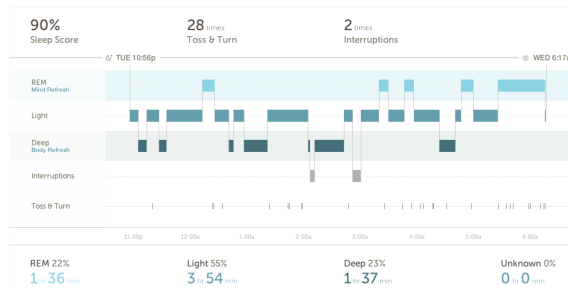 90%
Sleep Score
28 times
Toss & Turn
2 times
Interruptions
TUE 10:56p
WED 6:17
REM
Mind Refresh
Light
Deep
Body Refresh
Interruptions
Toss & Turn
11:00p 12:00a 1:00a 2:00a 3:00a 4:00a 5:00a 6:00a
REM 22%
1 hr 36 min
Light 55%
3 hr 54 min
Deep 23%
1 hr 37 min
Unknown 0%
0 hr 0 min